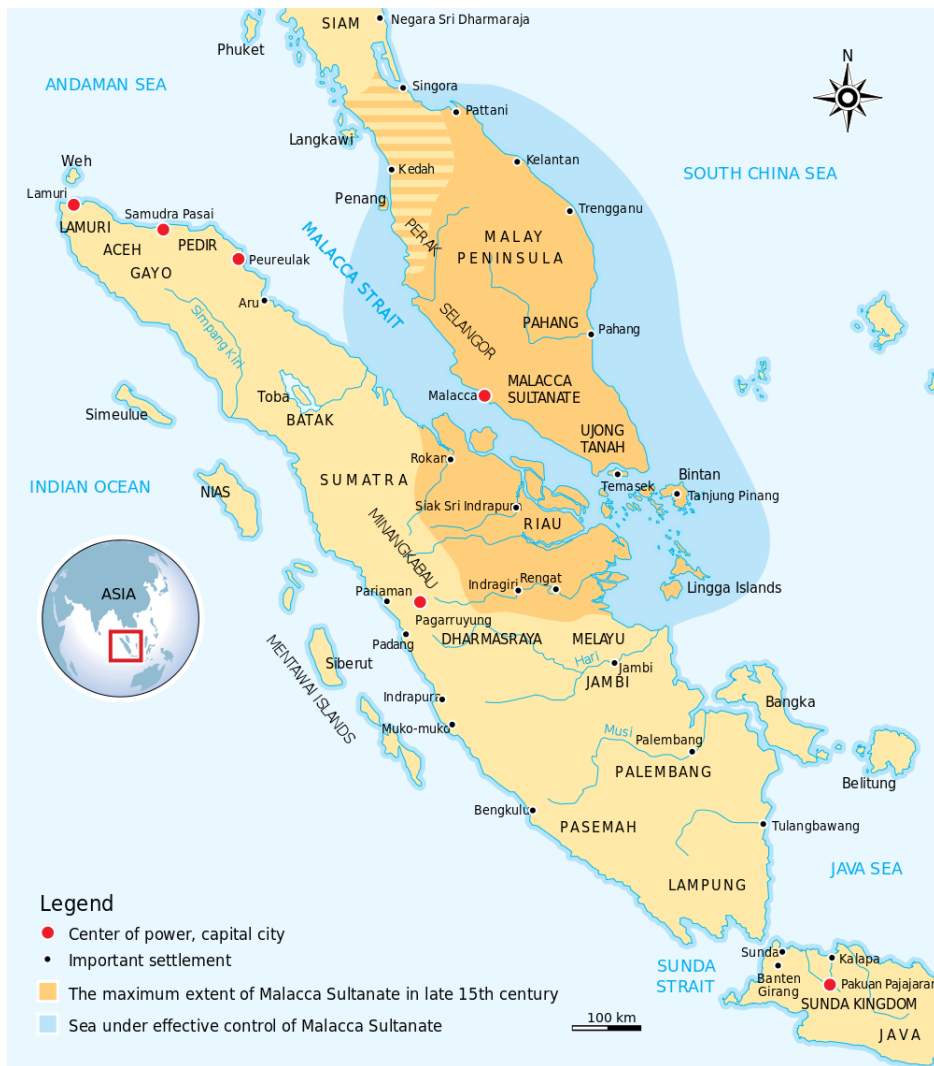 SIAM
Negara Sri Dharmaraja
Phuket
N
ANDAMAN SEA
Singora
Pattani
Langkawi
Kelantan
Weh
Kedah
SOUTH CHINA SEA
Lamuri
Penang
Samudra Pasai
Trengganu
LAMURI
PERAK
MALAY
PENINSULA
ACEH
PEDIR
MALACCA STRAIT
Peureulak
GAYO
Aru
SELANGOR
PAHANG
Pahang
Simpang Kiri
Toba
Malacca
MALACCA
SULTANATE
Simeulue
BATAK
UJONG
TANAH
Rokan
SUMATRA
Temasek
Bintan
Tanjung Pinang
INDIAN OCEAN
NIAS
Siak Sri Indrapura
RIAU
MINANGKABAU
ASIA
Pariaman
Indragiri
Rengat
Lingga Islands
Pagarruyung
DHARMASRAYA
MELAYU
Padang
Hari
Jambi
JAMBI
MENTAWAI ISLANDS
Siberut
Indrapura
Bangka
Muko-muko
Musi
Palembang
PALEMBANG
Belitung
Bengkulu
PASEMAH
Tulangbawang
JAVA SEA
LAMPUNG
Legend
Center of power, capital city
Important settlement
The maximum extent of Malacca Sultanate in late 15th century
Sea under effective control of Malacca Sultanate
100 km
SUNDA
STRAIT
Sunda
Kalapa
Banten
Girang
Pakuan Pajajaran
SUNDA KINGDOM
JAVA